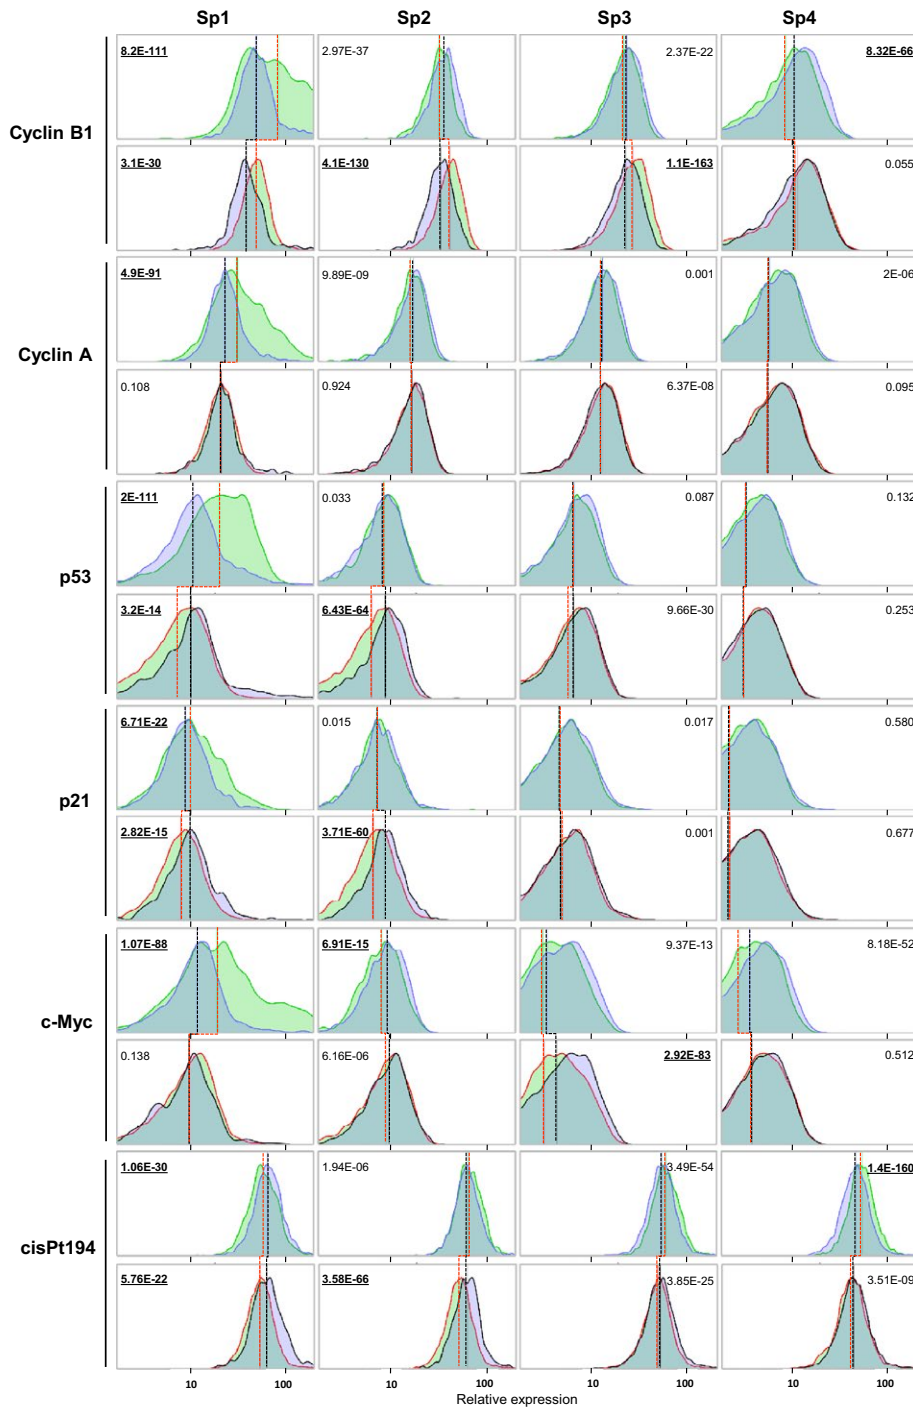 Sp1 Sp2 Sp3 Sp4
Cyclin B1
8.2E-111 2.97E-37 2.37E-22 8.32E-66
3.1E-30 4.1E-130 1.1E-163 0.055
Cyclin A
4.9E-91 9.89E-09 0.001 2E-06
0.108 0.924 6.37E-08 0.095
p53
2E-111 0.033 0.087 0.132
3.2E-14 6.43E-64 9.66E-30 0.253
p21
6.71E-22 0.015 0.017 0.580
2.82E-15 3.71E-60 0.001 0.677
c-Myc
1.07E-88 6.91E-15 9.37E-13 8.18E-52
0.138 6.16E-06 2.92E-83 0.512
cisPt194
1.06E-30 1.94E-06 3.49E-54 1.4E-160
5.76E-22 3.58E-66 3.85E-25 3.51E-09
10 100 10 100 10 100 10 100
Relative expression